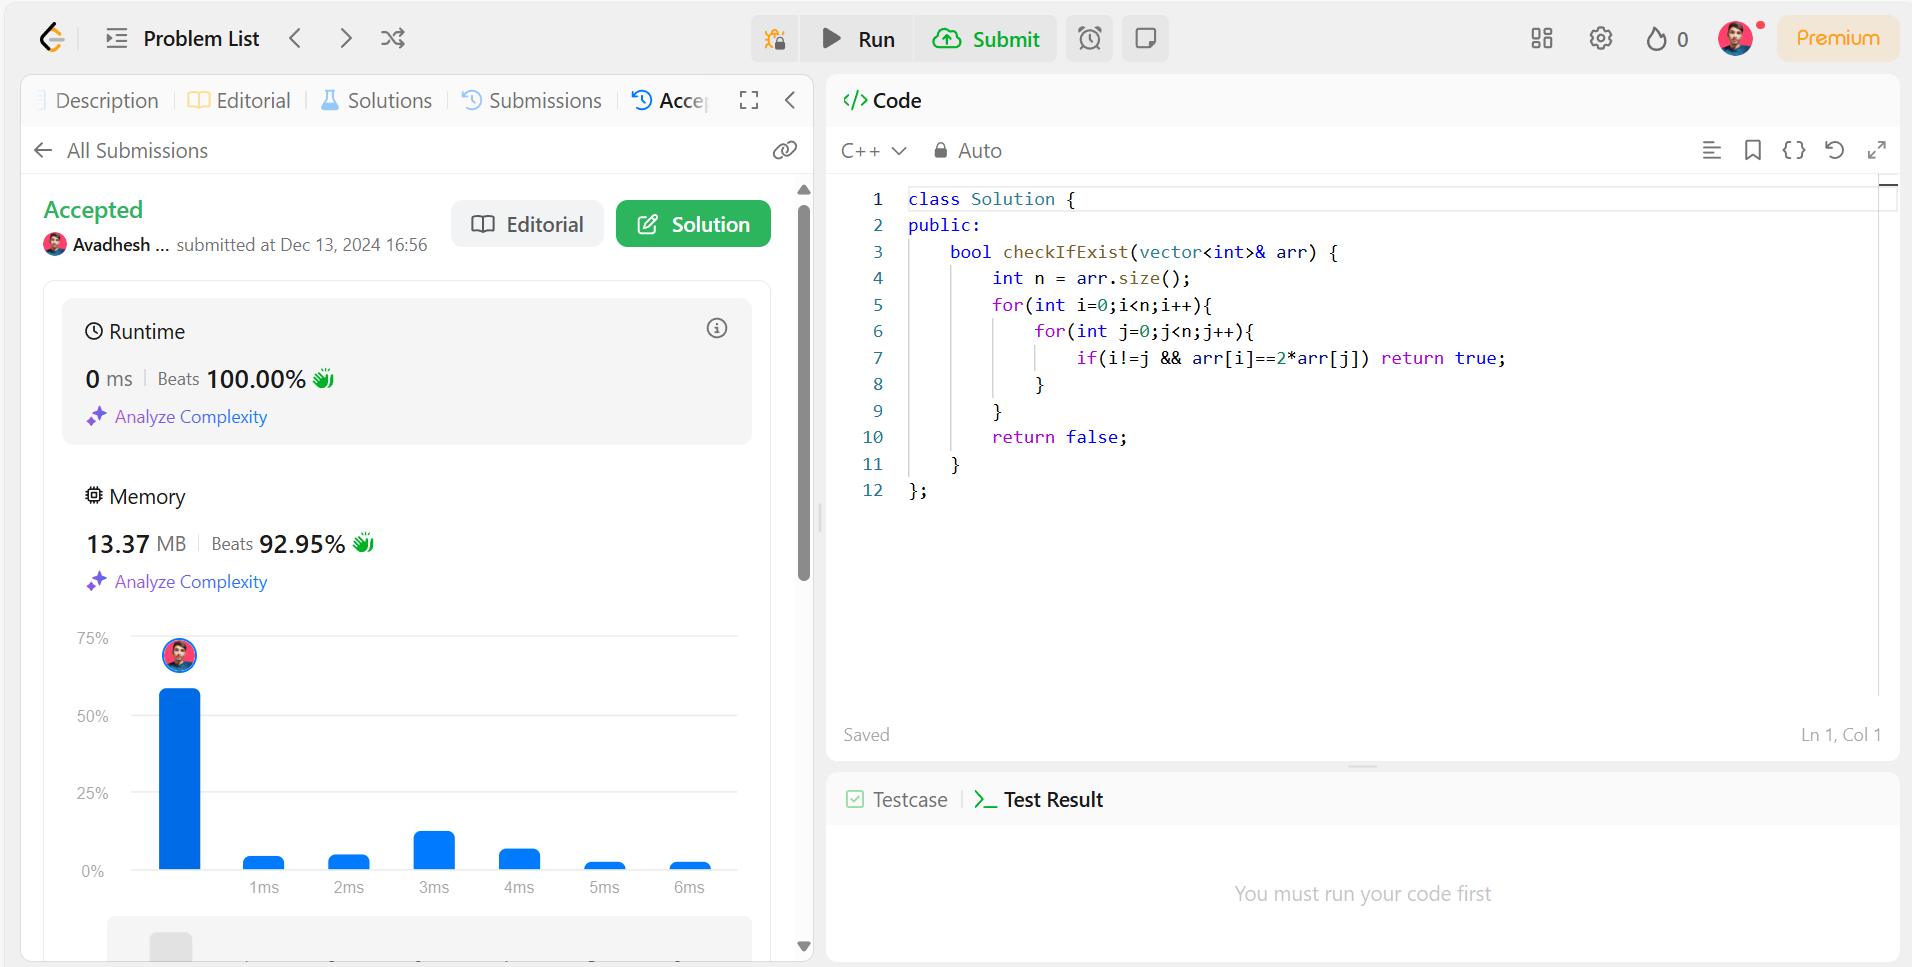 Problem List
Run
Submit
0
Premium
Description
Editorial
Solutions
Submissions
Acce
All Submissions
Accepted
Avadhesh ... submitted at Dec 13, 2024 16:56
Editorial
Solution
Runtime
0 ms Beats 100.00%
Analyze Complexity
Memory
13.37 MB Beats 92.95%
Analyze Complexity
75%
50%
25%
0%
1ms 2ms 3ms 4ms 5ms 6ms
</> Code
C++ Auto
1 class Solution {
2 public:
3     bool checkIfExist(vector<int>& arr) {
4         int n = arr.size();
5         for(int i=0;i<n;i++){
6             for(int j=0;j<n;j++){
7                 if(i!=j && arr[i]==2*arr[j]) return true;
8             }
9         }
10         return false;
11     }
12 };
Saved
Ln 1, Col 1
Testcase
Test Result
You must run your code first